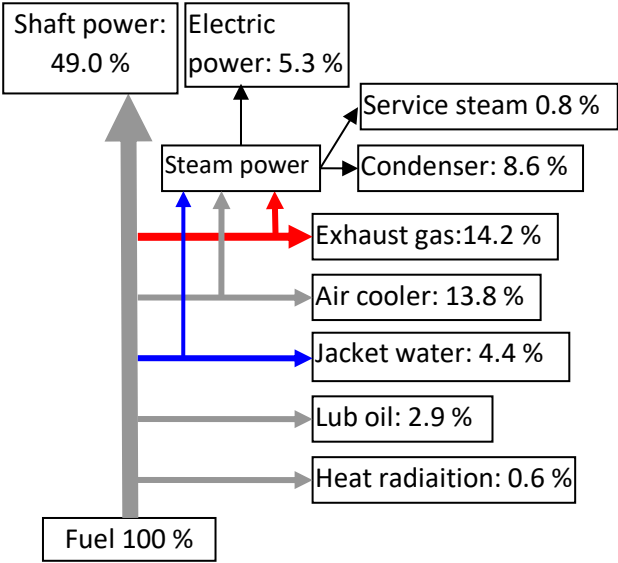 Shaft power:
49.0 %
Electric
power: 5.3 %
Service steam 0.8 %
Steam power
Condenser: 8.6 %
Exhaust gas:14.2 %
Air cooler: 13.8 %
Jacket water: 4.4 %
Lub oil: 2.9 %
Heat radiaition: 0.6 %
Fuel 100 %